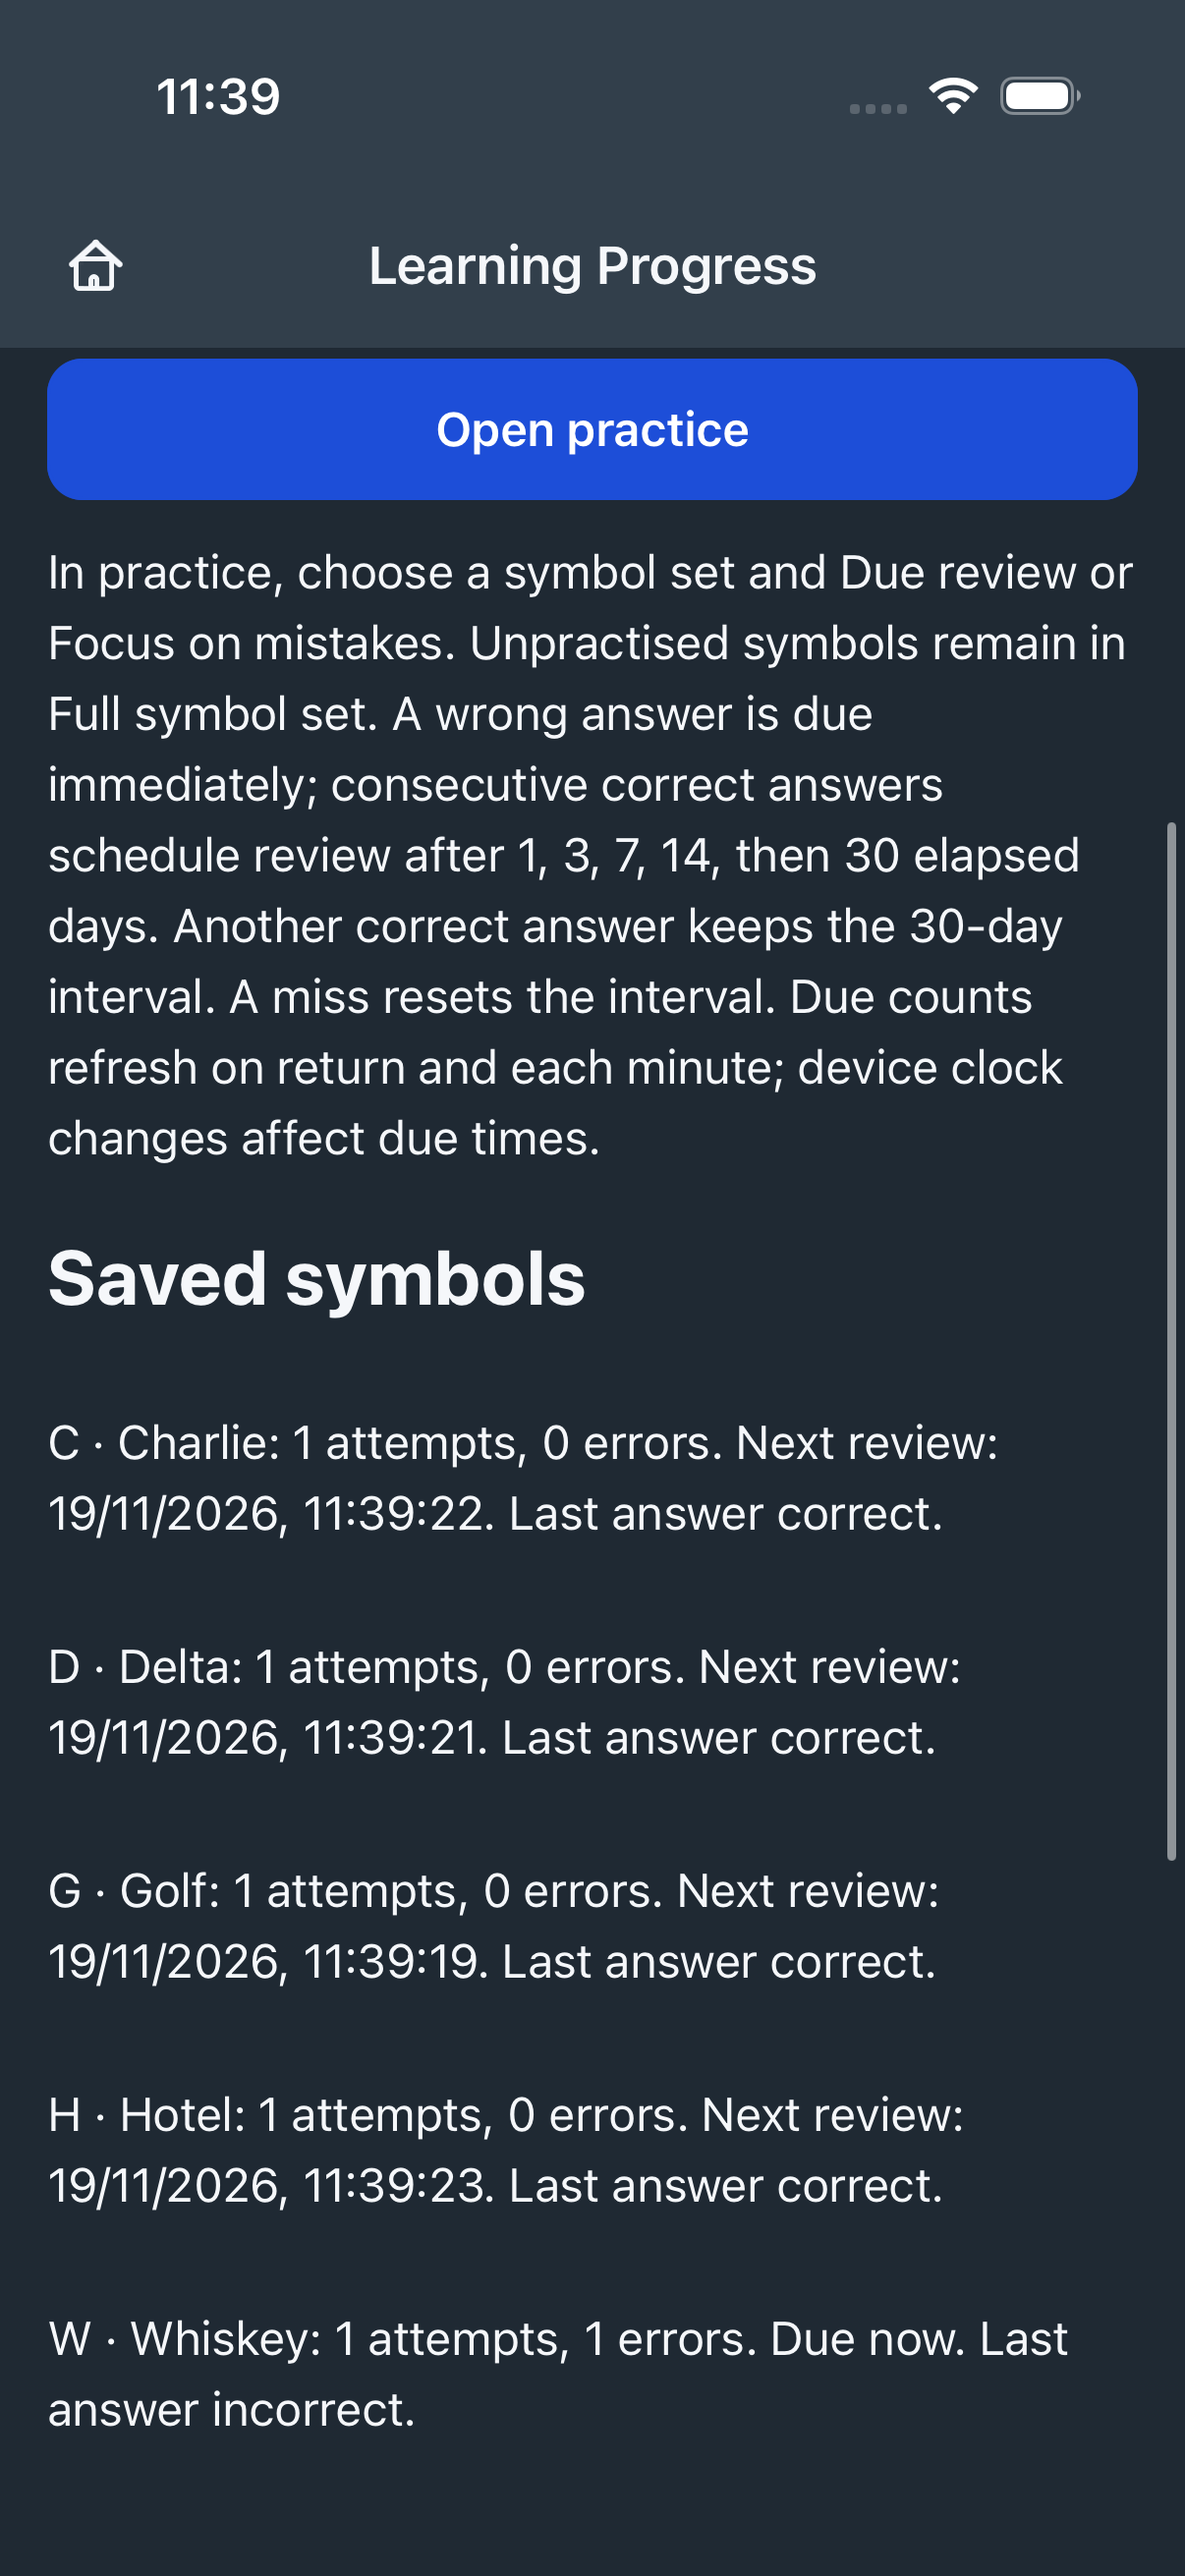 11:39
Learning Progress
Open practice
In practice, choose a symbol set and Due review or
Focus on mistakes. Unpractised symbols remain in
Full symbol set. A wrong answer is due
immediately; consecutive correct answers
schedule review after 1, 3, 7, 14, then 30 elapsed
days. Another correct answer keeps the 30-day
interval. A miss resets the interval. Due counts
refresh on return and each minute; device clock
changes affect due times.
Saved symbols
C · Charlie: 1 attempts, 0 errors. Next review:
19/11/2026, 11:39:22. Last answer correct.
D · Delta: 1 attempts, 0 errors. Next review:
19/11/2026, 11:39:21. Last answer correct.
G · Golf: 1 attempts, 0 errors. Next review:
19/11/2026, 11:39:19. Last answer correct.
H · Hotel: 1 attempts, 0 errors. Next review:
19/11/2026, 11:39:23. Last answer correct.
W · Whiskey: 1 attempts, 1 errors. Due now. Last
answer incorrect.